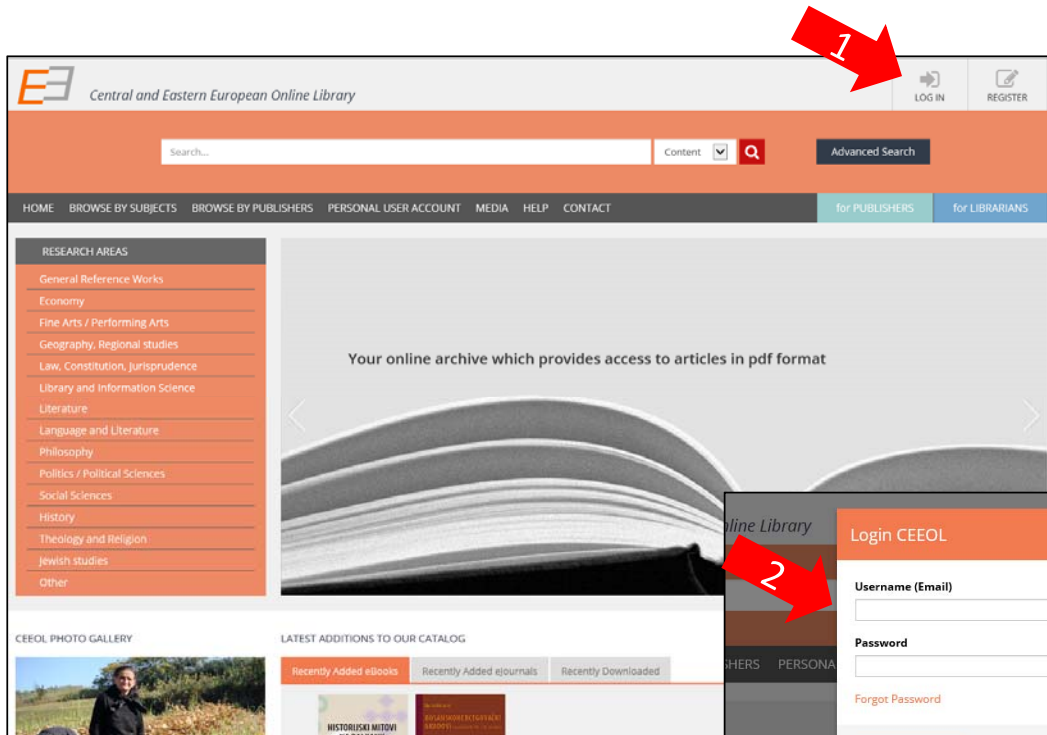 1
Central and Eastern European Online Library
LOG IN
REGISTER
Search...
Content
Advanced Search
HOME BROWSE BY SUBJECTS BROWSE BY PUBLISHERS PERSONAL USER ACCOUNT MEDIA HELP CONTACT
for PUBLISHERS
for LIBRARIANS
RESEARCH AREAS
General Reference Works
Economy
Fine Arts / Performing Arts
Geography, Regional studies
Law, Constitution, Jurisprudence
Library and Information Science
Literature
Language and Literature
Philosophy
Politics / Political Sciences
Social Sciences
History
Theology and Religion
Jewish studies
Other
Your online archive which provides access to articles in pdf format
CEEOL PHOTO GALLERY
LATEST ADDITIONS TO OUR CATALOG
Recently Added eBooks
Recently Added eJournals
Recently Downloaded
HISTORIJSKI MITOVI
Online Library
2
Login CEEOL
Username (Email)
Password
SHERS PERSONA
Forgot Password